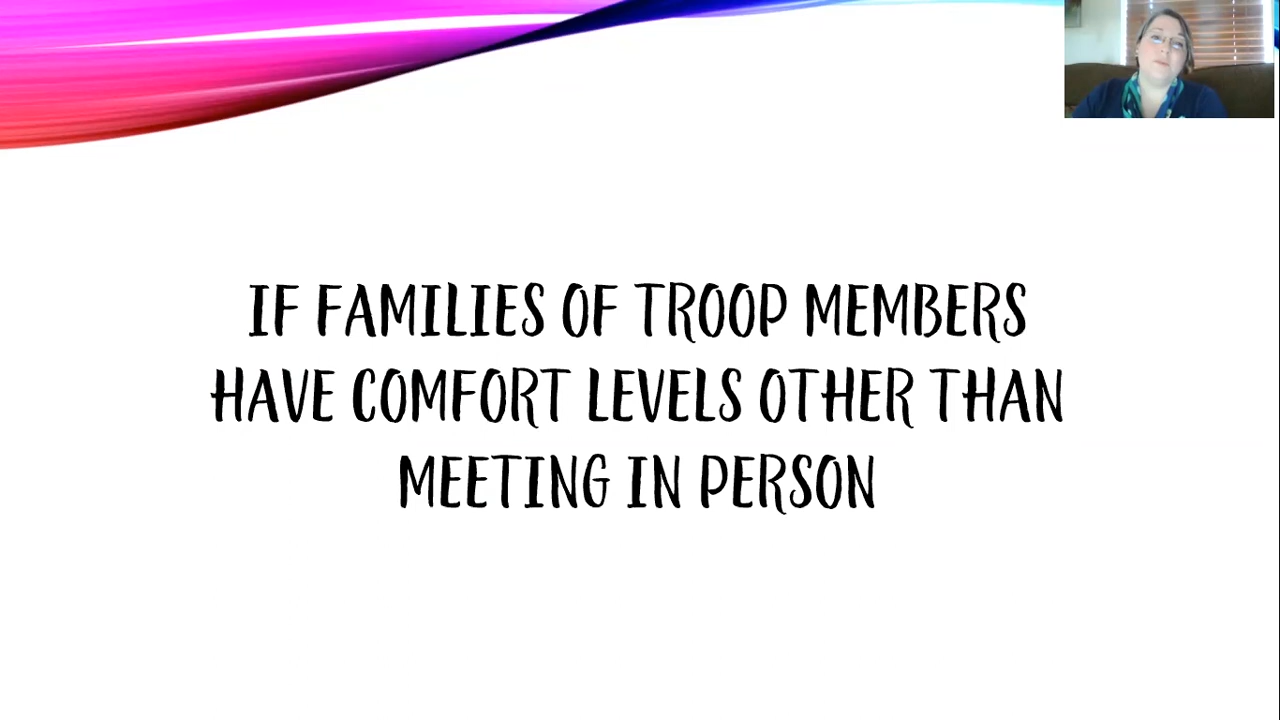 IF FAMILIES OF TROOP MEMBERS
HAVE COMFORT LEVELS OTHER THAN
MEETING IN PERSON